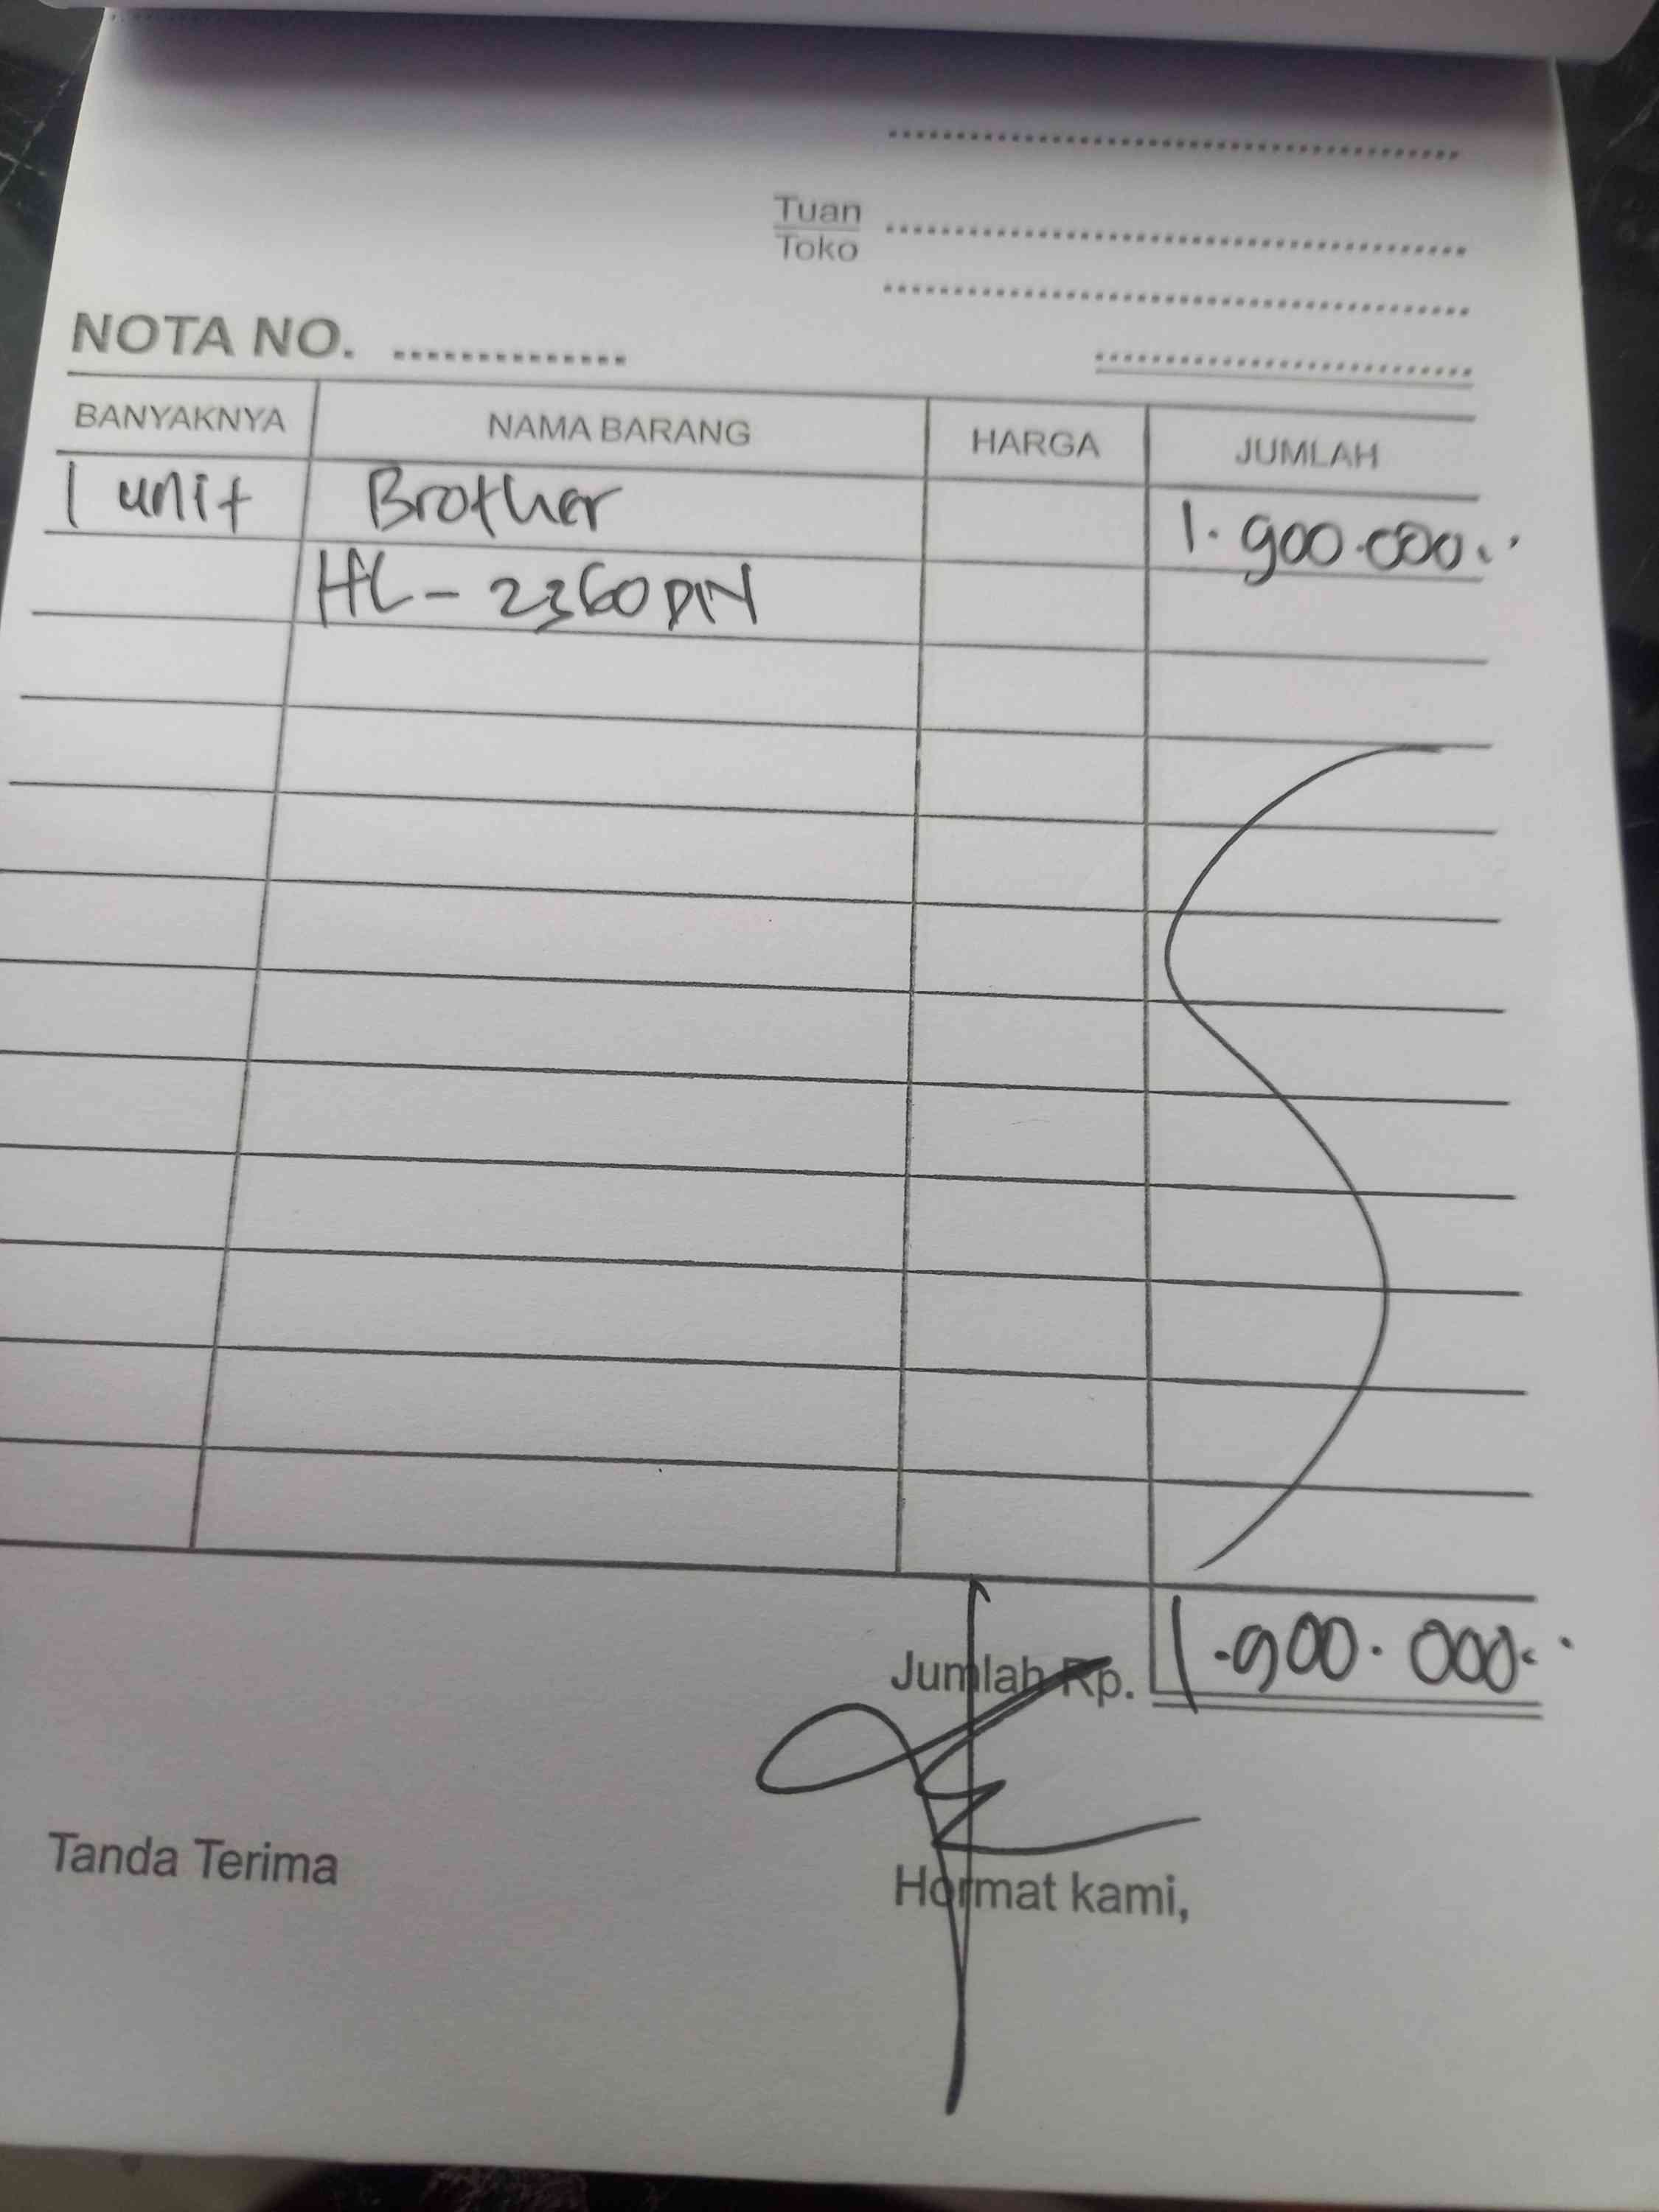 Tuan
Toko
NOTA NO.
BANYAKNYA NAMA BARANG HARGA JUMLAH
1 unit Brother 1.900.000
HL-2360DN
Jumlah Rp. 1.900.000
Tanda Terima Hormat kami,